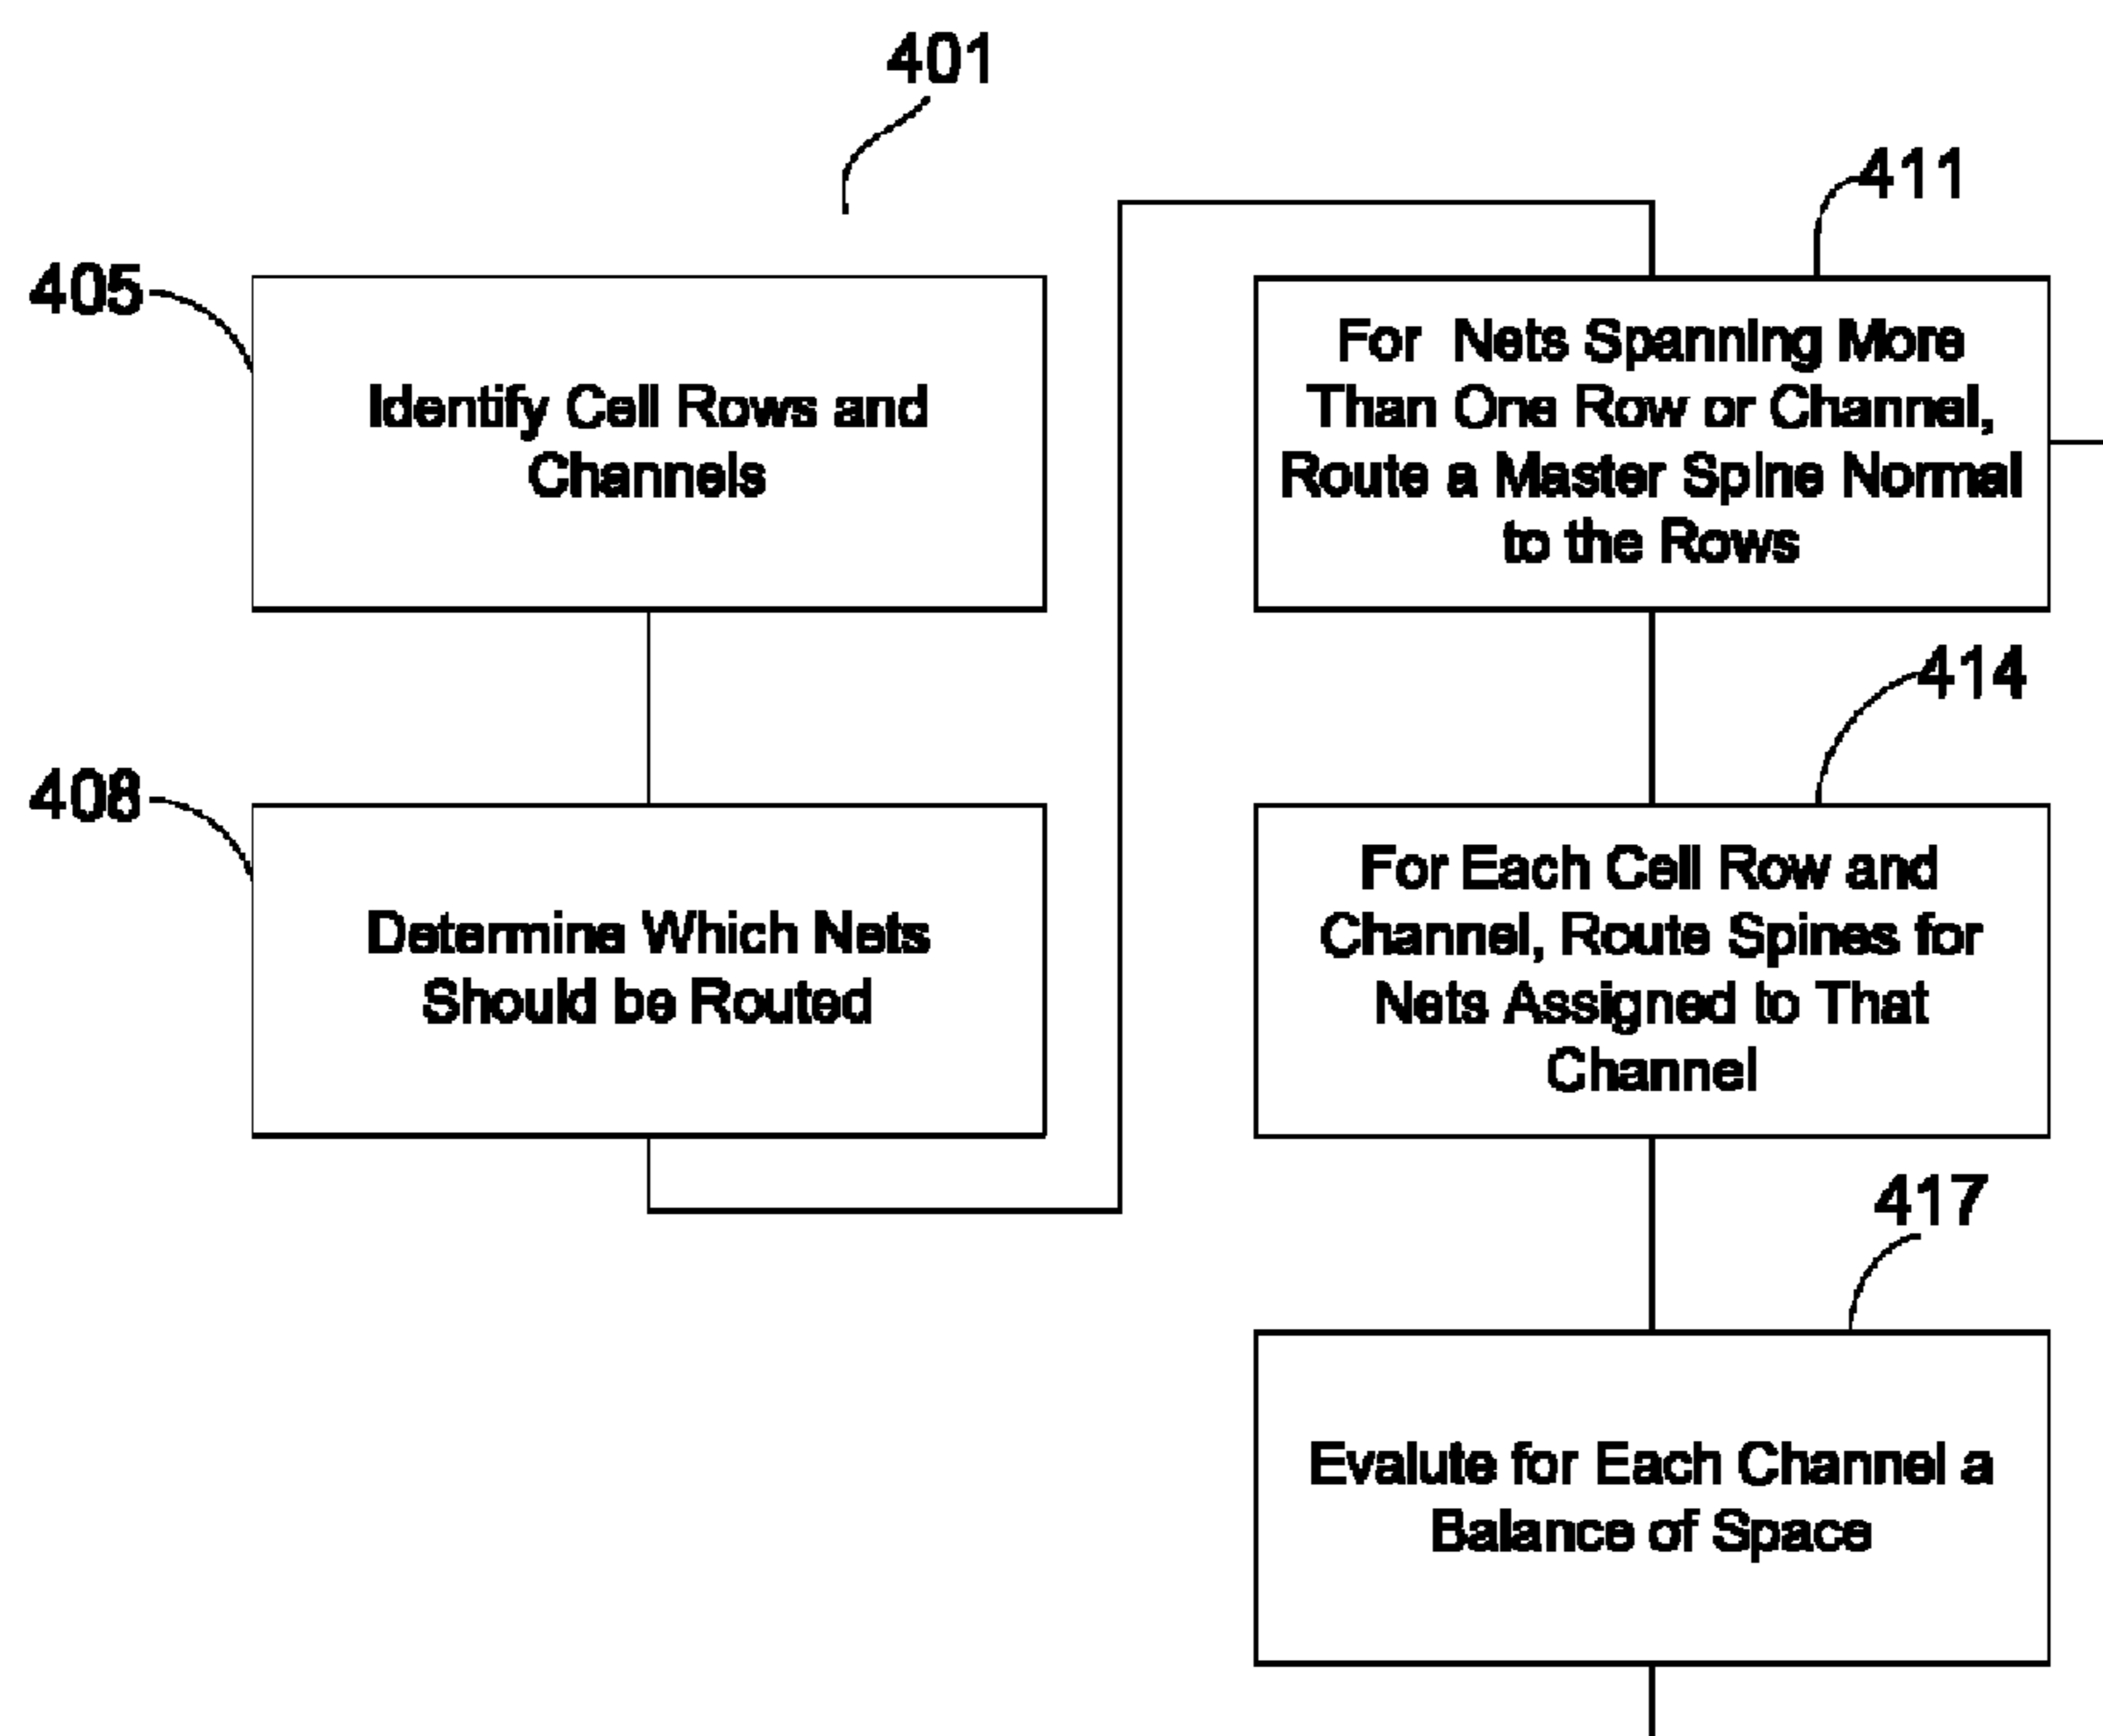 401
405
Identify Cell Rows and
Channels
408
Determine Which Nets
Should be Routed
411
For Nets Spanning More
Than One Row or Channel,
Route a Master Spine Normal
to the Rows
414
For Each Cell Row and
Channel, Route Spines for
Nets Assigned to That
Channel
417
Evalute for Each Channel a
Balance of Space